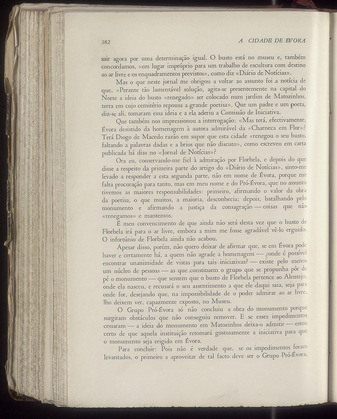 382 A CIDADE DE ÉVORA
agora por uma determinação igual. O busto está no museu e, também
concordamos, «em lugar impróprio para um trabalho de escultura com destino
ao ar livre e os enquadramentos previstos», como diz «Diário de Notícias».
Mas o que neste jornal me obrigou a voltar ao assunto foi a notícia de
que, «Perante tão lamentável solução, agita-se presentemente na capital do
Norte a ideia do busto «renegado» ser colocado num jardim de Matozinhos,
terra em cujo cemitério repousa a grande poetisa». Que um padre e um poeta,
diz-se ali, tomaram essa ideia e a ela aderiu a Comissão de Iniciativa.
Que também nos impressionou a interrogação: «Mas será, efectivamente,
Évora desistiu da homenagem à autora admirável da «Charneca em Flor»?
Terá Diogo de Macedo razão em supor que esta cidade «renegou o seu busto,
faltando a palavras dadas e a brios que não discuto», como escreveu em carta
publicada há dias no «Jornal de Notícias»?
Ora eu, conservando-me fiel à admiração por Florbela, e depois do que
disse a respeito da primeira parte do artigo do «Diário de Notícias», sinto-me
levado a responder a esta segunda parte, não em nome de Évora, porque me
falta procuração para tanto, mas em meu nome e do Pró-Évora, que no assunto
tivemos as maiores responsabilidades: primeiro, afirmando o valor da obra
da poetisa, o que muitos, a maioria, desconhecia; depois, batalhando pelo
monumento e afirmando a justiça da consagração — coisas que não
«renegamos» e mantemos.
É meu convencimento de que ainda não será desta vez que o busto de
Florbela irá para o ar livre, embora a mim me fosse agradável vê-lo erguido.
O infortúnio de Florbela ainda não acabou.
Apesar disso, porém, não quero deixar de afirmar que, se em Évora pode
haver e certamente há, a quem não agrade a homenagem — ¿onde é possível
encontrar unanimidade de vistas para tais iniciativas? — existe pelo menos
um núcleo de pessoas — as que constituem o grupo que se propunha pôr de
pé o monumento — que sentem que o busto de Florbela pertence ao Alentejo,
onde ela nasceu, e recusará o seu assentimento a que ele daqui saia, seja para
onde for, desejando que, na impossibilidade de o poder admirar ao ar livre,
lho deixem ver, capazmente exposto, no Museu.
O Grupo Pró-Évora só não concluiu a obra do monumento porque
surgiram obstáculos que não conseguiu remover. E se esses impedimentos
cessaram — a ideia do monumento em Matozinhos deixa-o admitir — estou
certo de que aquela instituição retomará gostosamente a iniciativa para que
o monumento seja erguido em Évora.
Para concluir: Pois não é verdade que, se os impedimentos foram
levantados, o primeiro a aproveitar de tal facto deve ser o Grupo Pró-Évora,